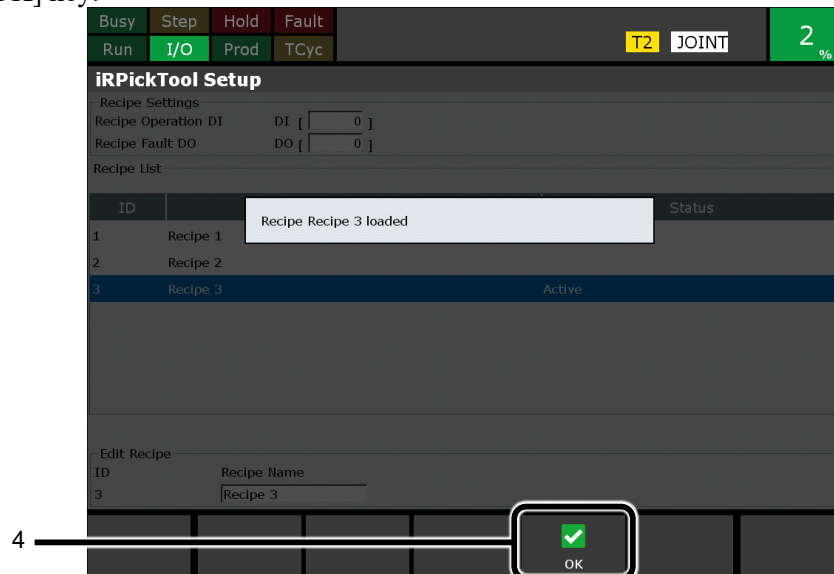 Busy Step Hold Fault
Run I/O Prod TCyc
T2 JOINT
2 %
iRPickTool Setup
Recipe Settings
Recipe Operation DI DI [ 0 ]
Recipe Fault DO DO [ 0 ]
Recipe List
ID Status
Recipe Recipe 3 loaded
1 Recipe 1
2 Recipe 2
3 Recipe 3 Active
Edit Recipe
ID Recipe Name
3 Recipe 3
4
OK